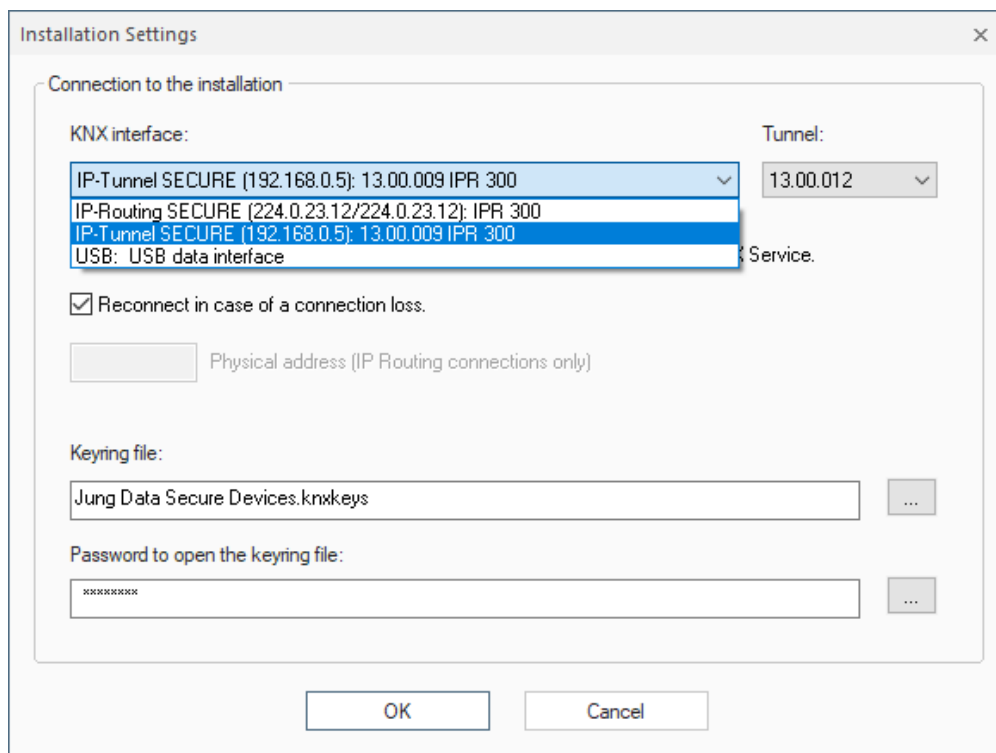 Installation Settings
Connection to the installation
KNX interface:
Tunnel:
IP-Tunnel SECURE (192.168.0.5): 13.00.009 IPR 300
13.00.012
IP-Routing SECURE (224.0.23.12/224.0.23.12): IPR 300
IP-Tunnel SECURE (192.168.0.5): 13.00.009 IPR 300
USB: USB data interface
Service.
Reconnect in case of a connection loss.
Physical address (IP Routing connections only)
Keyring file:
Jung Data Secure Devices.knxkeys
...
Password to open the keyring file:
********
...
OK
Cancel